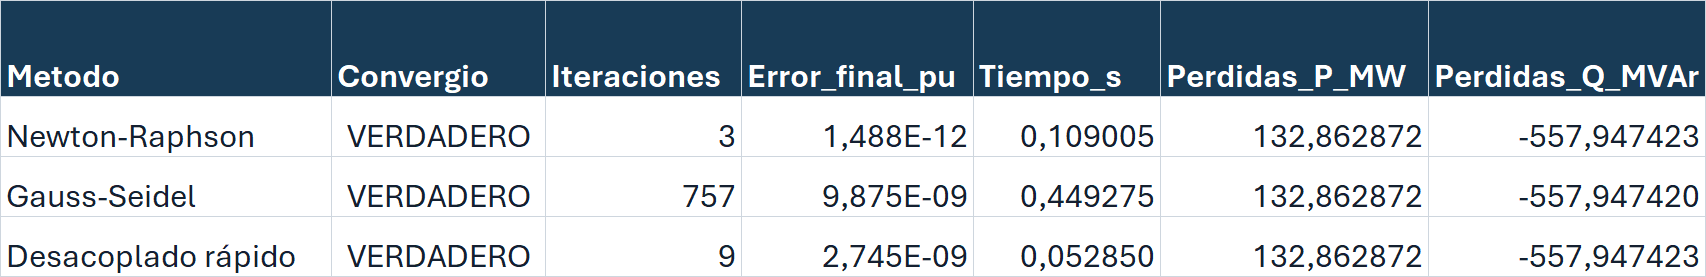 Metodo Convergio Iteraciones Error_final_pu Tiempo_s Perdidas_P_MW Perdidas_Q_MVAr
Newton-Raphson VERDADERO 3 1,488E-12 0,109005 132,862872 -557,947423
Gauss-Seidel VERDADERO 757 9,875E-09 0,449275 132,862872 -557,947420
Desacoplado rápido VERDADERO 9 2,745E-09 0,052850 132,862872 -557,947423